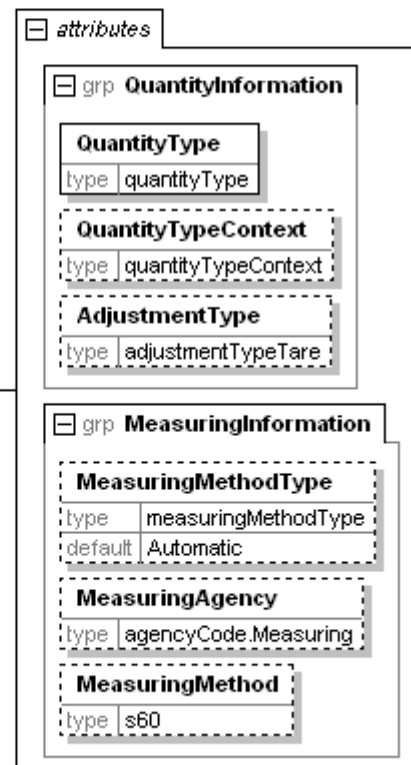 attributes
grp QuantityInformation
QuantityType
type quantityType
QuantityTypeContext
type quantityTypeContext
AdjustmentType
type adjustmentTypeTare
grp MeasuringInformation
MeasuringMethodType
type measuringMethodType
default Automatic
MeasuringAgency
type agencyCode.Measuring
MeasuringMethod
type s60